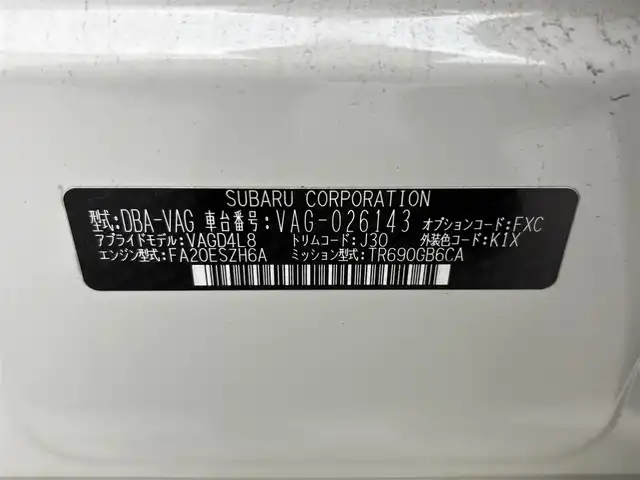 SUBARU CORPORATION
型式:DBA-VAG 車台番号:VAG-026143 オプションコード:FXC
アプライドモデル:VAGD4L8 トリムコード:J30 外装色コード:K1X
エンジン型式:FA20ESZH6A ミッション型式:TR690GB6CA